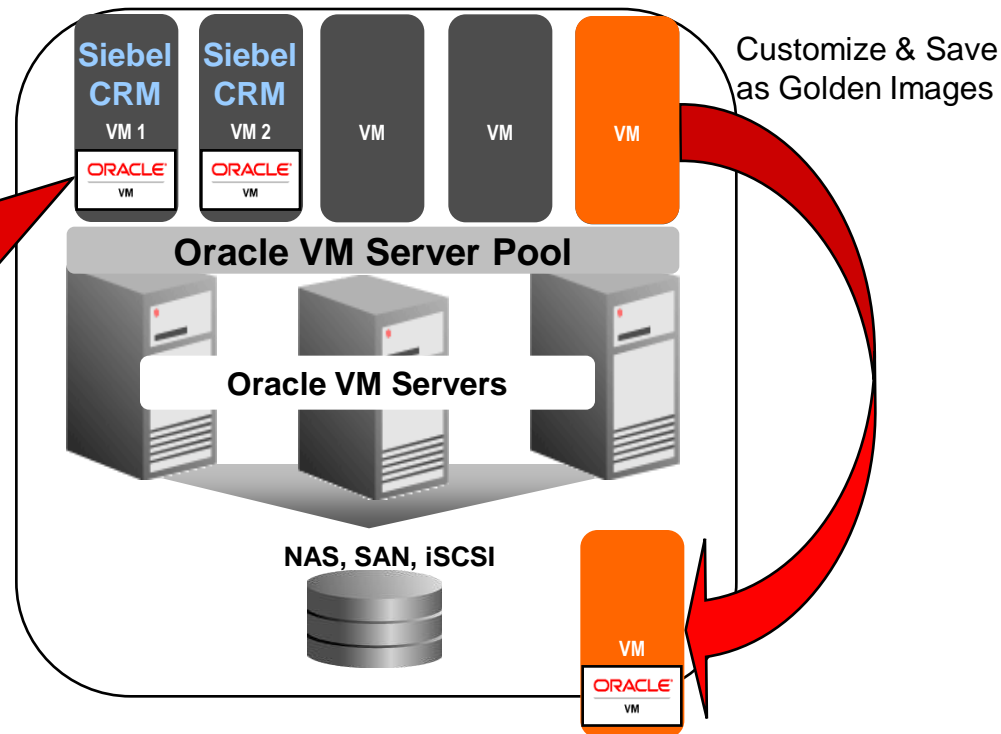 Siebel
CRM
VM 1
ORACLE
VM
Siebel
CRM
VM 2
ORACLE
VM
VM
VM
VM
Customize & Save
as Golden Images
Oracle VM Server Pool
Oracle VM Servers
NAS, SAN, iSCSI
VM
ORACLE
VM